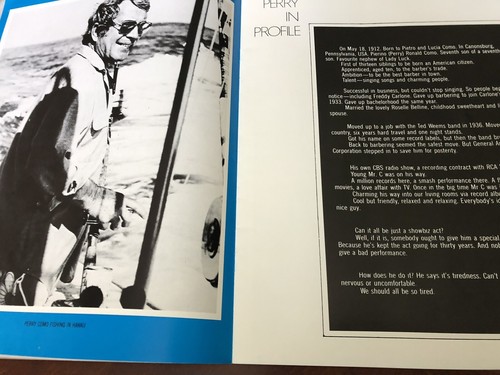 PERRY
IN
PROFILE
On May 18, 1912. Born to Pietro and Lucia Como. In Canonsburg,
Pennsylvania, USA. Pierino (Perry) Ronald Como. Seventh son of a seventh
son. Favourite nephew of Lady Luck.
First of thirteen siblings to be born an American citizen.
Apprenticed, aged ten, to the barber's trade.
Ambition—to be the best barber in town.
Talent—singing songs and charming people.
Successful in business, but couldn't stop singing. So people began
notice—including Freddy Carlone. Gave up barbering to join Carlone's
1933. Gave up bachelorhood the same year.
Married the lovely Roselle Belline, childhood sweetheart and
spouse.
Moved up to a job with the Ted Weems band in 1936. Moved
country, six years hard travel and one night stands.
Got his name on some record labels, but then the band
Back to barbering seemed the safest move. But General
Corporation stepped in to save him for posterity.
His own CBS radio show, a recording contract with RCA
Young Mr. C was on his way.
A million records here, a smash performance there. A
movies, a love affair with TV. Once in the big time Mr C was
Charming his way into our living rooms via record
Cool but friendly, relaxed and relaxing. Everybody's
nice guy.
Can it all be just a showbiz act!
Well, if it is, somebody ought to give him a special
Because he's kept the act going for thirty years. And
give a bad performance.
How does he do it? He says it's tiredness. Can't
nervous or uncomfortable.
We should all be so tired.
PERRY COMO FISHING IN HAWAII